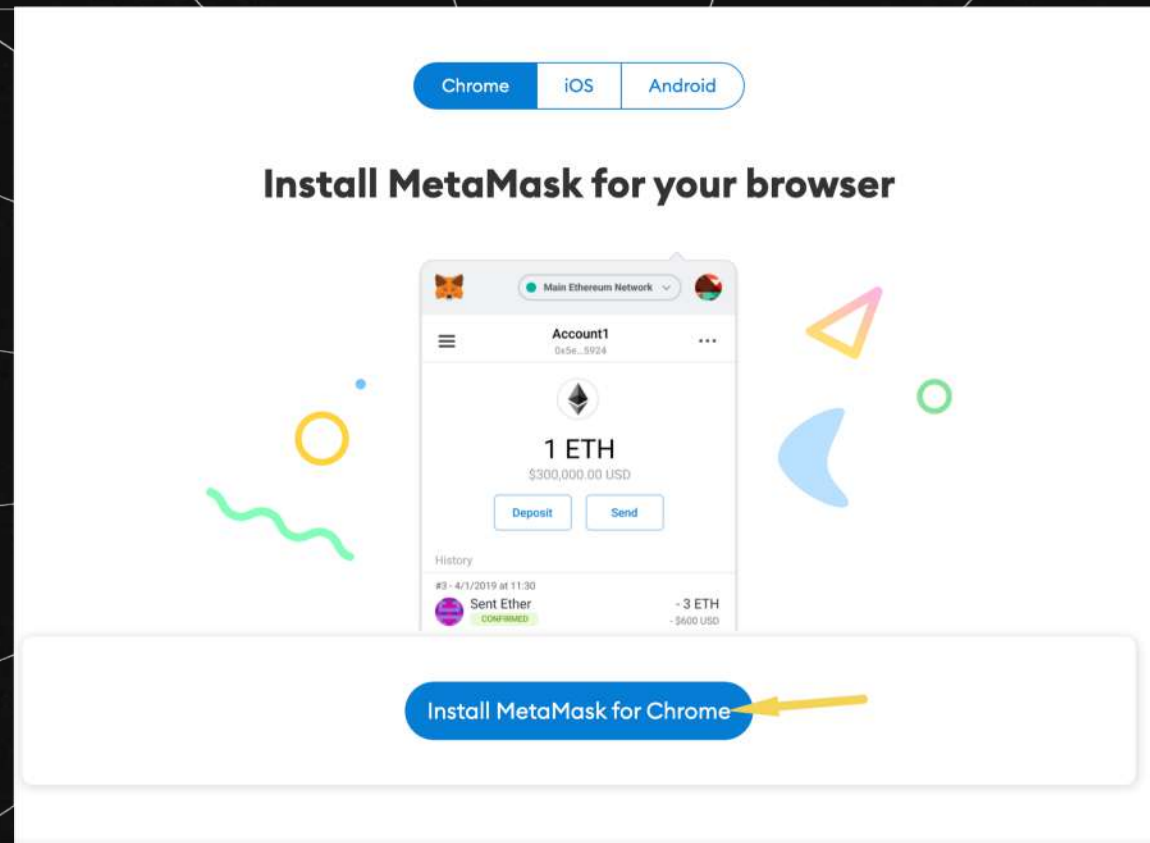 Chrome iOS Android
Install MetaMask for your browser
Main Ethereum Network
Account1
0x5e...5924
1 ETH
$300,000.00 USD
Deposit Send
History
#3 - 4/1/2019 at 11:30
Sent Ether - 3 ETH
CONFIRMED - $600 USD
Install MetaMask for Chrome